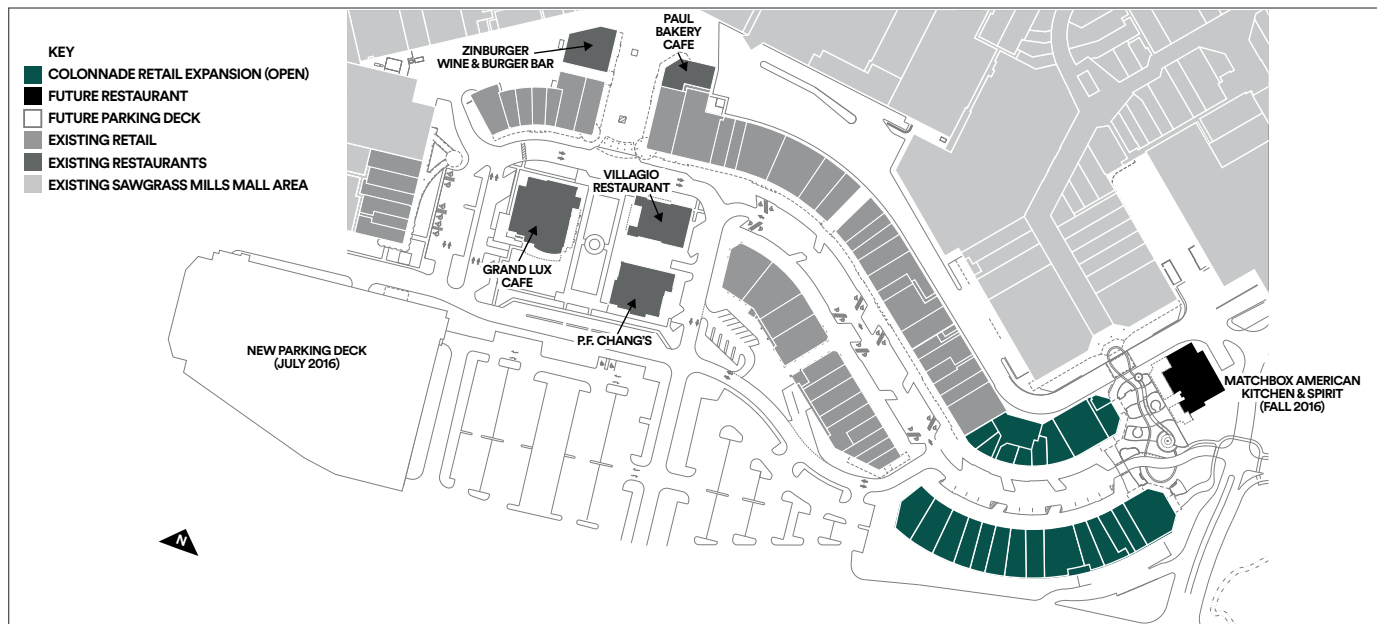 KEY
COLONNADE RETAIL EXPANSION (OPEN)
FUTURE RESTAURANT
FUTURE PARKING DECK
EXISTING RETAIL
EXISTING RESTAURANTS
EXISTING SAWGRASS MILLS MALL AREA
ZINBURGER
WINE & BURGER BAR
PAUL
BAKERY
CAFE
VILLAGIO
RESTAURANT
GRAND LUX
CAFE
P.F. CHANG'S
NEW PARKING DECK
(JULY 2016)
MATCHBOX AMERICAN
KITCHEN & SPIRIT
(FALL 2016)
N